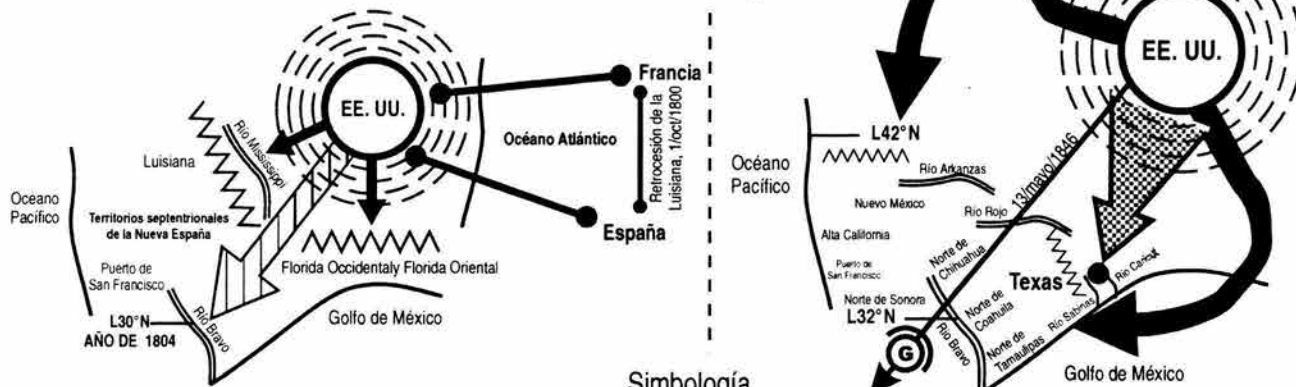 EE. UU.
Francia
Retrocesión de la
Luisiana, 1/oct/1800
Océano Atlántico
España
Río Mississippi
Luisiana
Océano
Pacífico
Territorios septentrionales
de la Nueva España
Puerto de
San Francisco
Florida Occidentaly Florida Oriental
L30°N
AÑO DE 1804
Río Bravo
Golfo de México
EE. UU.
L42°N
Océano
Pacífico
Río Arkanzas
13/mayo/1846
Nuevo México
Río Rojo
Alta California
Puerto de
San Francisco
Norte de
Chihuahua
Texas
Norte de Sonora
L32°N
Norte de
Coahuila
Río Sabinas
Río Bravo
Norte de
Tamaulipas
G
Golfo de México
Simbología